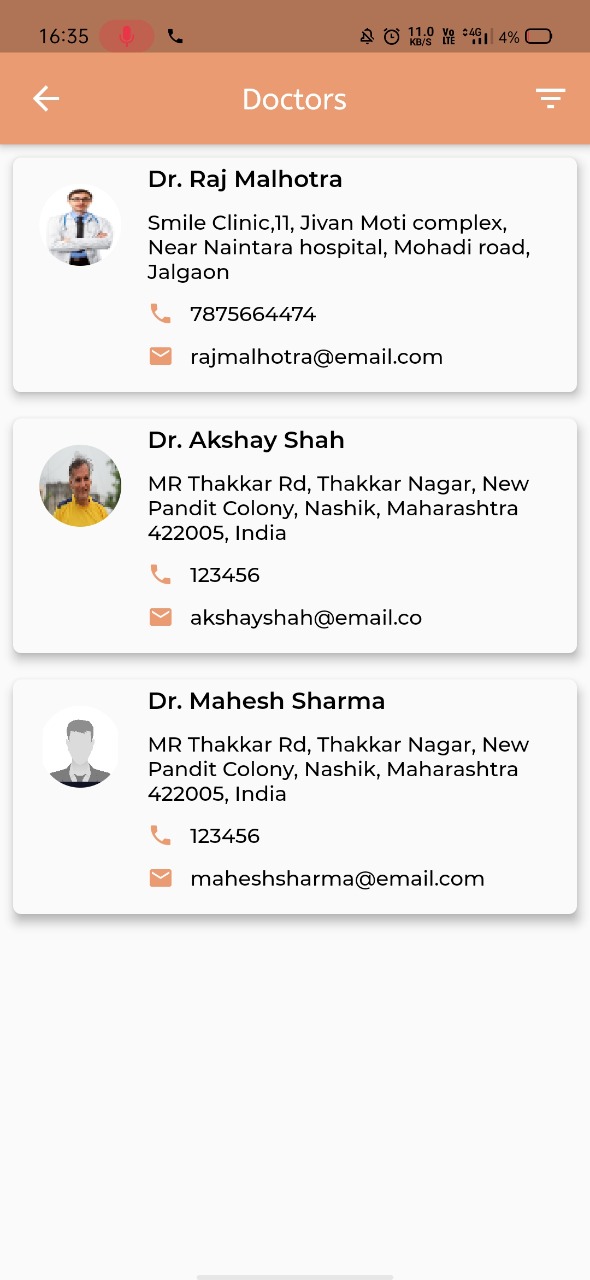 16:35 11.0 KB/S Vo LTE 4G 4%
Doctors
Dr. Raj Malhotra
Smile Clinic,11, Jivan Moti complex,
Near Naintara hospital, Mohadi road,
Jalgaon
7875664474
rajmalhotra@email.com
Dr. Akshay Shah
MR Thakkar Rd, Thakkar Nagar, New
Pandit Colony, Nashik, Maharashtra
422005, India
123456
akshayshah@email.co
Dr. Mahesh Sharma
MR Thakkar Rd, Thakkar Nagar, New
Pandit Colony, Nashik, Maharashtra
422005, India
123456
maheshsharma@email.com